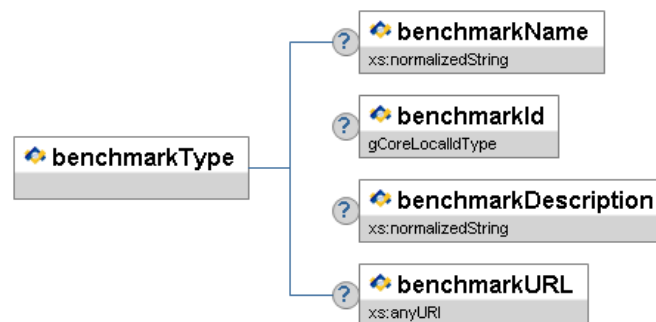 ? benchmarkName
xs:normalizedString
? benchmarkId
gCoreLocalIdType
benchmarkType
? benchmarkDescription
xs:normalizedString
? benchmarkURL
xs:anyURI